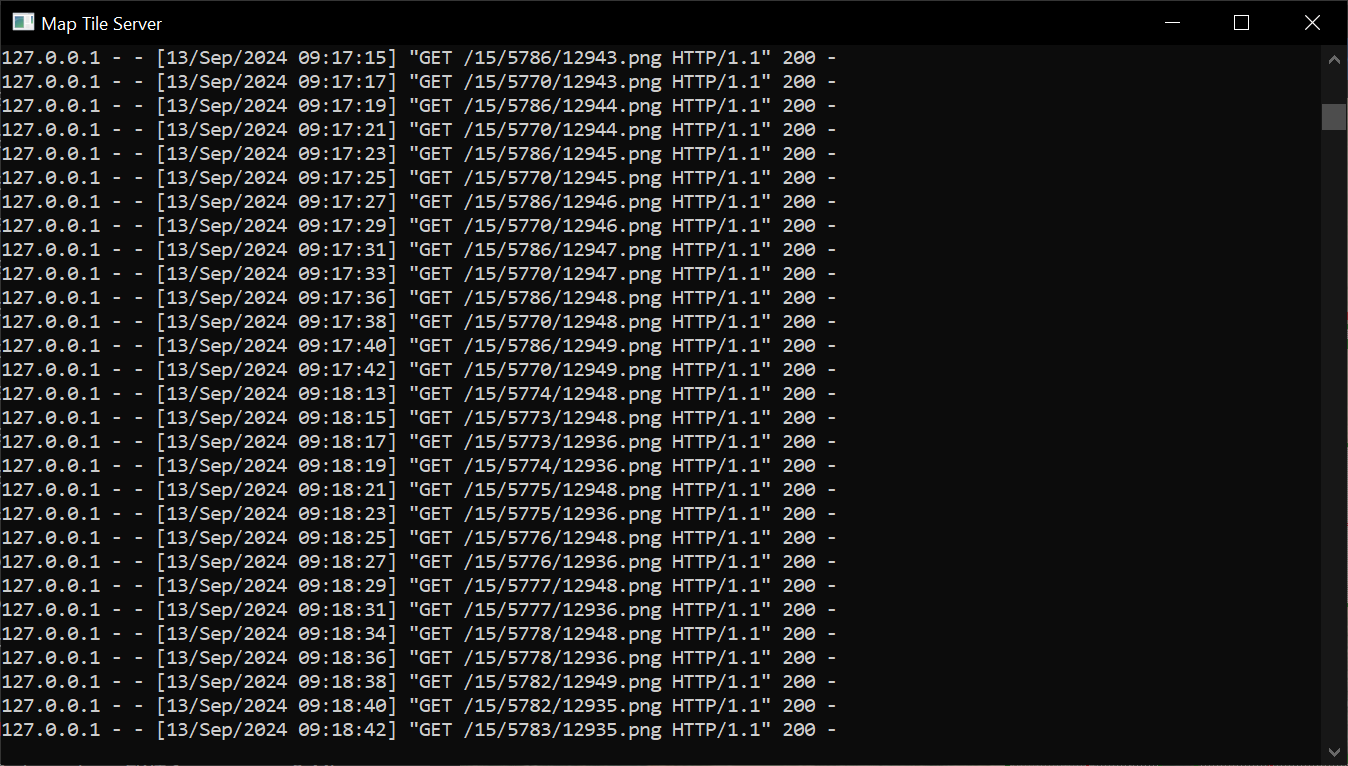 Map Tile Server
127.0.0.1 - - [13/Sep/2024 09:17:15] "GET /15/5786/12943.png HTTP/1.1" 200 -
127.0.0.1 - - [13/Sep/2024 09:17:17] "GET /15/5770/12943.png HTTP/1.1" 200 -
127.0.0.1 - - [13/Sep/2024 09:17:19] "GET /15/5786/12944.png HTTP/1.1" 200 -
127.0.0.1 - - [13/Sep/2024 09:17:21] "GET /15/5770/12944.png HTTP/1.1" 200 -
127.0.0.1 - - [13/Sep/2024 09:17:23] "GET /15/5786/12945.png HTTP/1.1" 200 -
127.0.0.1 - - [13/Sep/2024 09:17:25] "GET /15/5770/12945.png HTTP/1.1" 200 -
127.0.0.1 - - [13/Sep/2024 09:17:27] "GET /15/5786/12946.png HTTP/1.1" 200 -
127.0.0.1 - - [13/Sep/2024 09:17:29] "GET /15/5770/12946.png HTTP/1.1" 200 -
127.0.0.1 - - [13/Sep/2024 09:17:31] "GET /15/5786/12947.png HTTP/1.1" 200 -
127.0.0.1 - - [13/Sep/2024 09:17:33] "GET /15/5770/12947.png HTTP/1.1" 200 -
127.0.0.1 - - [13/Sep/2024 09:17:36] "GET /15/5786/12948.png HTTP/1.1" 200 -
127.0.0.1 - - [13/Sep/2024 09:17:38] "GET /15/5770/12948.png HTTP/1.1" 200 -
127.0.0.1 - - [13/Sep/2024 09:17:40] "GET /15/5786/12949.png HTTP/1.1" 200 -
127.0.0.1 - - [13/Sep/2024 09:17:42] "GET /15/5770/12949.png HTTP/1.1" 200 -
127.0.0.1 - - [13/Sep/2024 09:18:13] "GET /15/5774/12948.png HTTP/1.1" 200 -
127.0.0.1 - - [13/Sep/2024 09:18:15] "GET /15/5773/12948.png HTTP/1.1" 200 -
127.0.0.1 - - [13/Sep/2024 09:18:17] "GET /15/5773/12936.png HTTP/1.1" 200 -
127.0.0.1 - - [13/Sep/2024 09:18:19] "GET /15/5774/12936.png HTTP/1.1" 200 -
127.0.0.1 - - [13/Sep/2024 09:18:21] "GET /15/5775/12948.png HTTP/1.1" 200 -
127.0.0.1 - - [13/Sep/2024 09:18:23] "GET /15/5775/12936.png HTTP/1.1" 200 -
127.0.0.1 - - [13/Sep/2024 09:18:25] "GET /15/5776/12948.png HTTP/1.1" 200 -
127.0.0.1 - - [13/Sep/2024 09:18:27] "GET /15/5776/12936.png HTTP/1.1" 200 -
127.0.0.1 - - [13/Sep/2024 09:18:29] "GET /15/5777/12948.png HTTP/1.1" 200 -
127.0.0.1 - - [13/Sep/2024 09:18:31] "GET /15/5777/12936.png HTTP/1.1" 200 -
127.0.0.1 - - [13/Sep/2024 09:18:34] "GET /15/5778/12948.png HTTP/1.1" 200 -
127.0.0.1 - - [13/Sep/2024 09:18:36] "GET /15/5778/12936.png HTTP/1.1" 200 -
127.0.0.1 - - [13/Sep/2024 09:18:38] "GET /15/5782/12949.png HTTP/1.1" 200 -
127.0.0.1 - - [13/Sep/2024 09:18:40] "GET /15/5782/12935.png HTTP/1.1" 200 -
127.0.0.1 - - [13/Sep/2024 09:18:42] "GET /15/5783/12935.png HTTP/1.1" 200 -